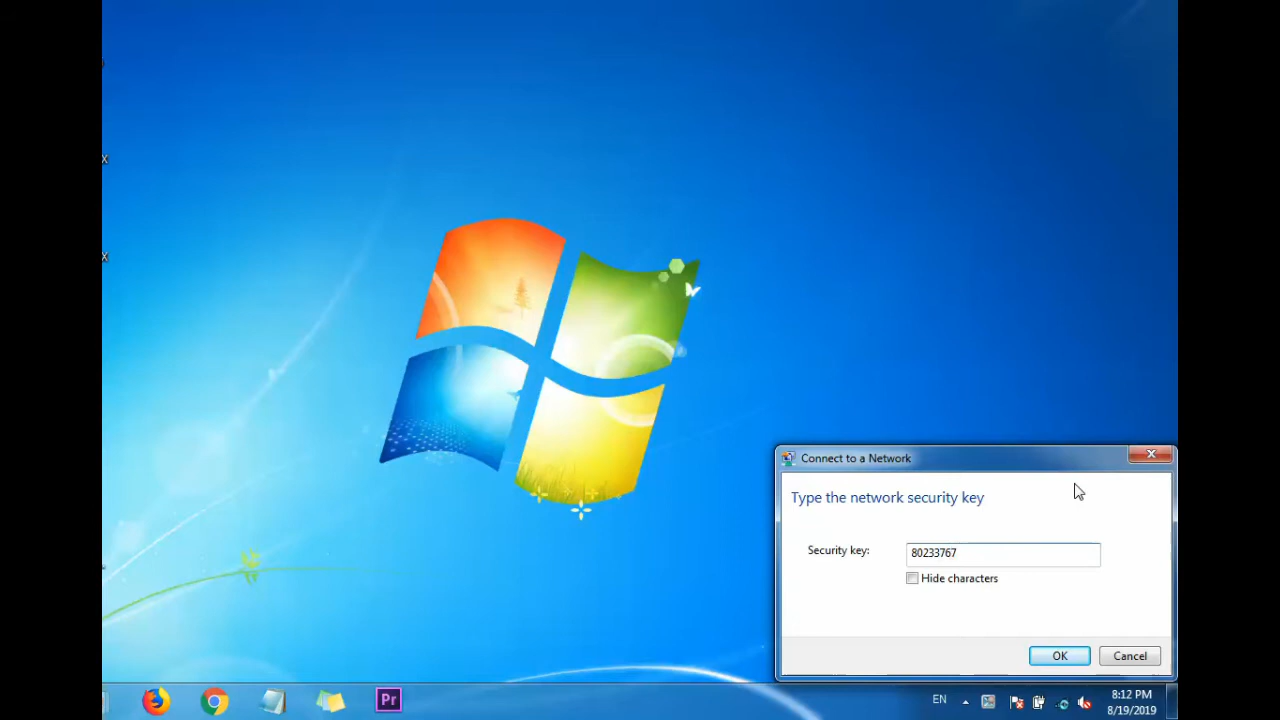 X
X
Connect to a Network
Type the network security key
Security key: 80233767
Hide characters
OK Cancel
Pr
EN
8:12 PM
8/19/2019